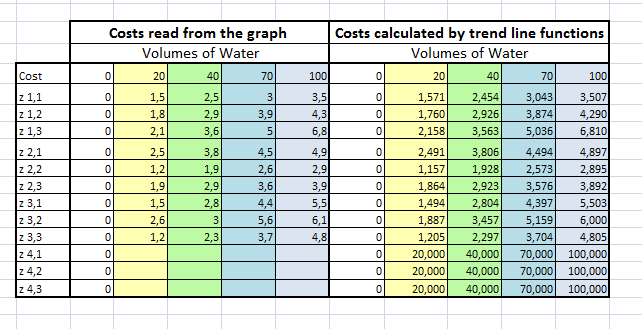 Costs read from the graph Costs calculated by trend line functions
Volumes of Water Volumes of Water
Cost 0 20 40 70 100 0 20 40 70 100
z 1,1 0 1,5 2,5 3 3,5 0 1,571 2,454 3,043 3,507
z 1,2 0 1,8 2,9 3,9 4,3 0 1,760 2,926 3,874 4,290
z 1,3 0 2,1 3,6 5 6,8 0 2,158 3,563 5,036 6,810
z 2,1 0 2,5 3,8 4,5 4,9 0 2,491 3,806 4,494 4,897
z 2,2 0 1,2 1,9 2,6 2,9 0 1,157 1,928 2,573 2,895
z 2,3 0 1,9 2,9 3,6 3,9 0 1,864 2,923 3,576 3,892
z 3,1 0 1,5 2,8 4,4 5,5 0 1,494 2,804 4,397 5,503
z 3,2 0 2,6 3 5,6 6,1 0 1,887 3,457 5,159 6,000
z 3,3 0 1,2 2,3 3,7 4,8 0 1,205 2,297 3,704 4,805
z 4,1 0 0 20,000 40,000 70,000 100,000
z 4,2 0 0 20,000 40,000 70,000 100,000
z 4,3 0 0 20,000 40,000 70,000 100,000